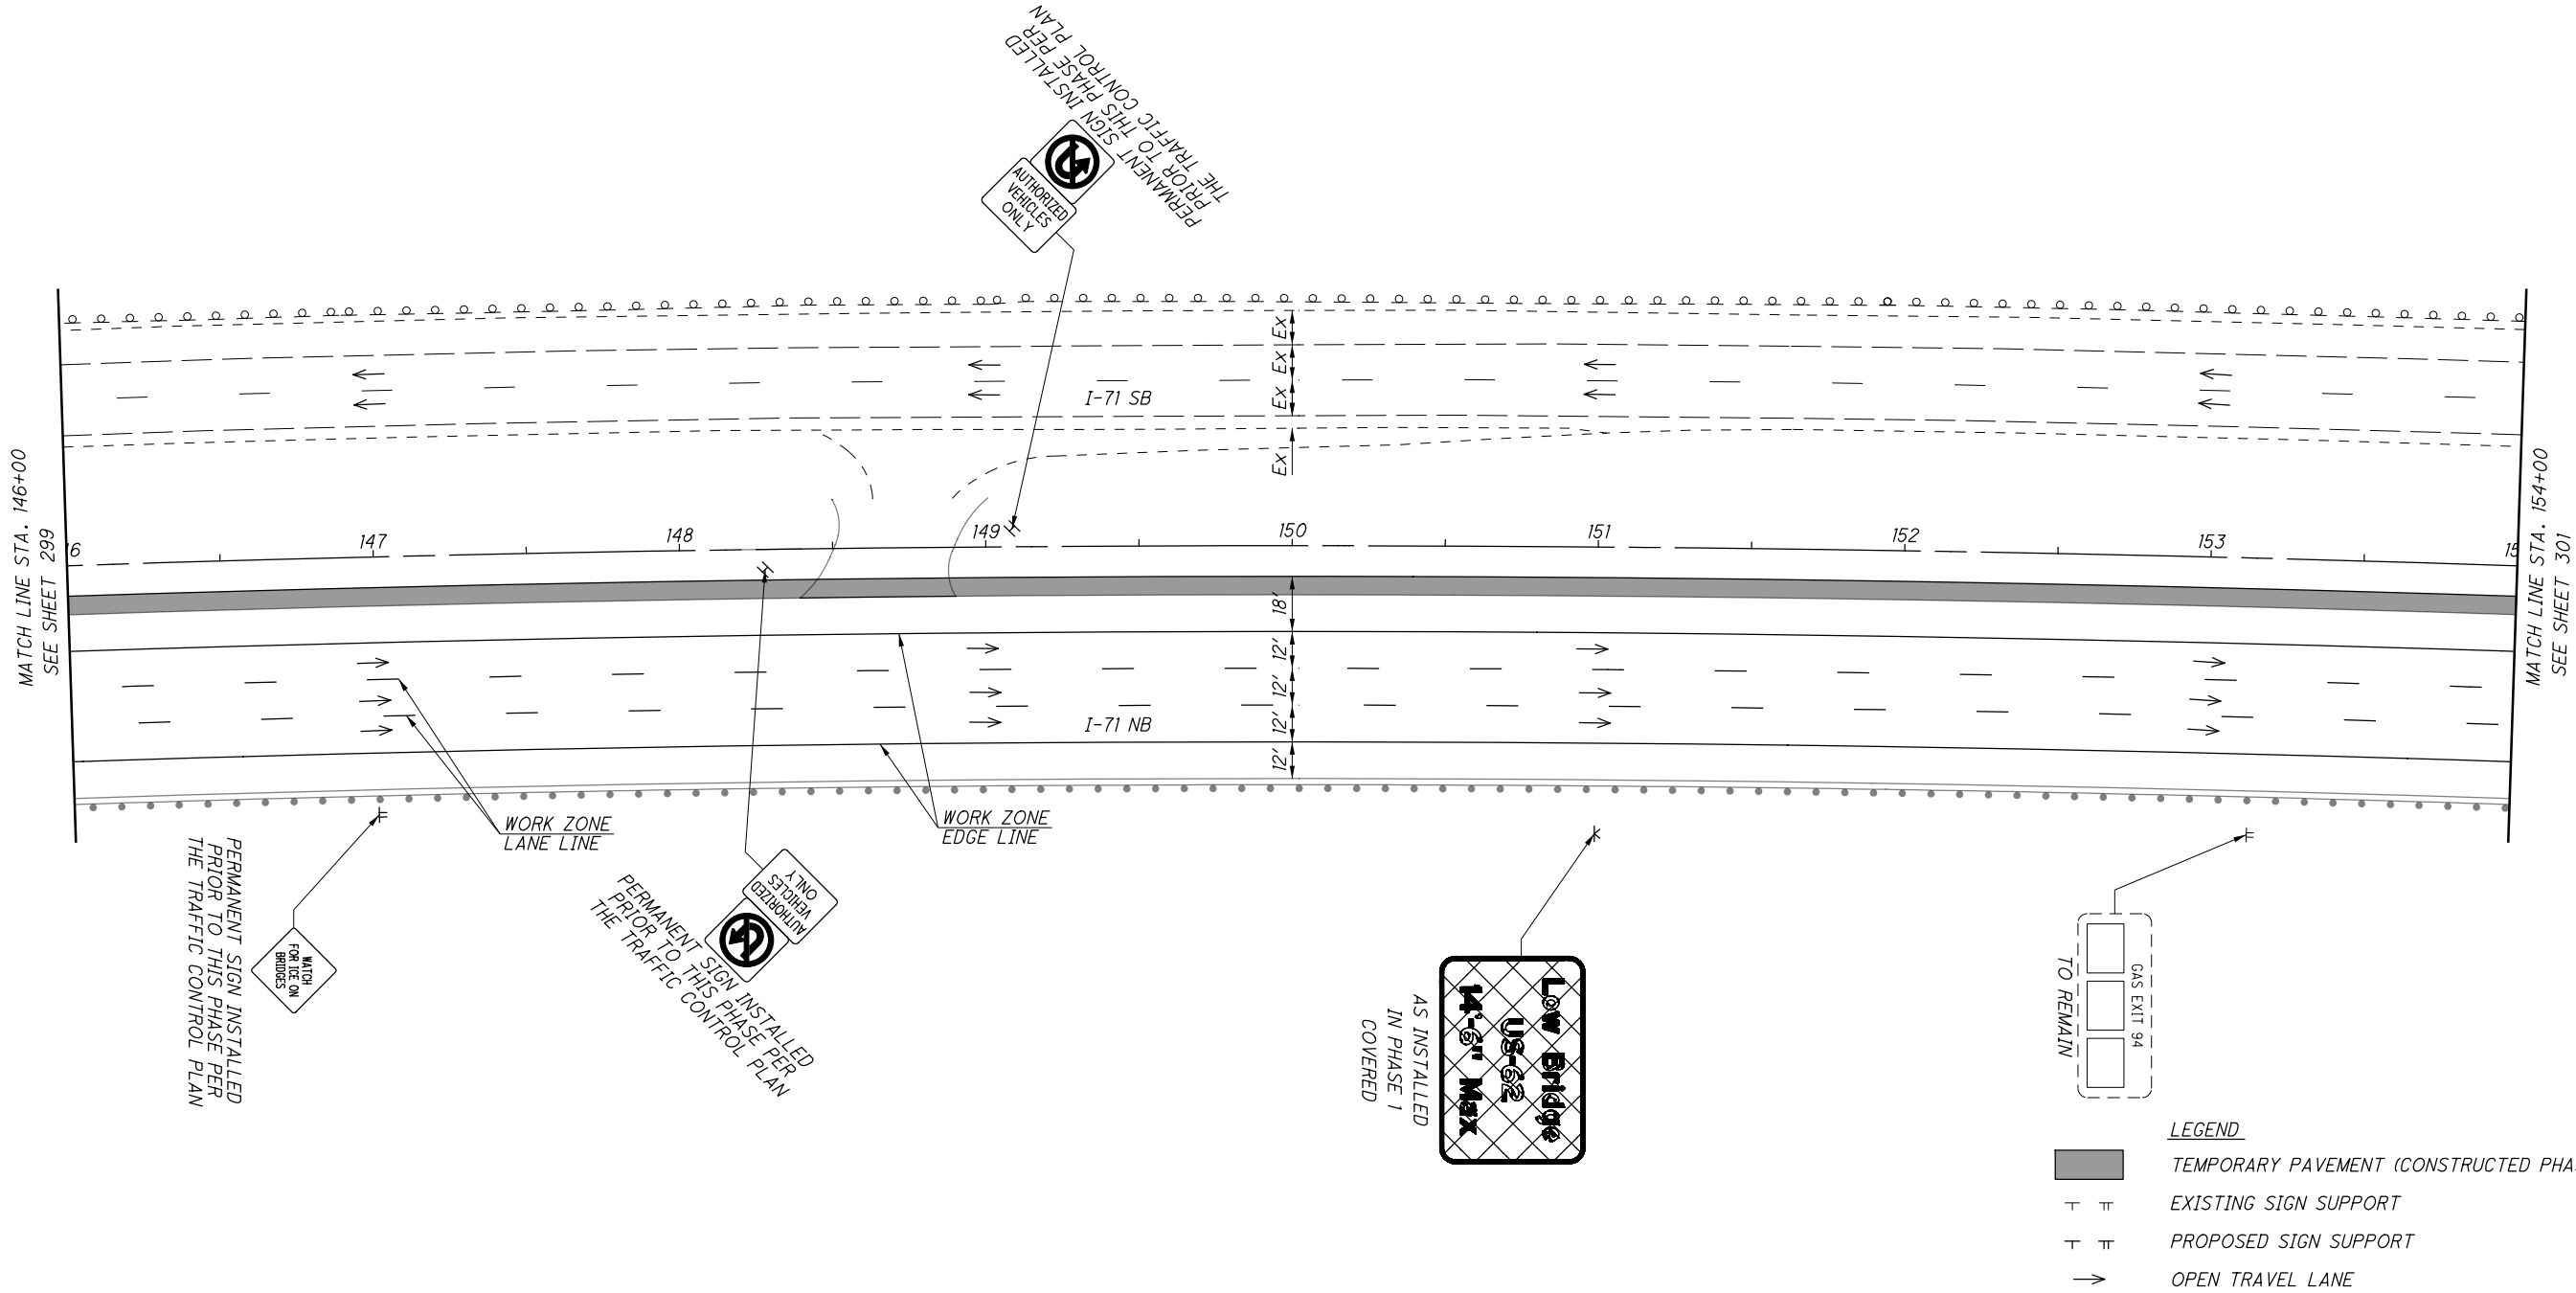 PERMANENT SIGN INSTALLED
PRIOR TO THIS PHASE PER
THE TRAFFIC CONTROL PLAN
AUTHORIZED
VEHICLES
ONLY
Ex
Ex
Ex
I-71 SB
Ex
MATCH LINE STA. 146+00
SEE SHEET 299
MATCH LINE STA. 154+00
SEE SHEET 301
147
148
149
150
151
152
153
18'
12'
12'
12'
I-71 NB
12'
WORK ZONE
LANE LINE
WORK ZONE
EDGE LINE
PERMANENT SIGN INSTALLED
PRIOR TO THIS PHASE PER
THE TRAFFIC CONTROL PLAN
WATCH
FOR ICE ON
BRIDGES
AUTHORIZED
VEHICLES
ONLY
PERMANENT SIGN INSTALLED
PRIOR TO THIS PHASE PER
THE TRAFFIC CONTROL PLAN
Low Bridge
US-62
14'-6" Max
AS INSTALLED
IN PHASE 1
COVERED
GAS EXIT 94
TO REMAIN
LEGEND
TEMPORARY PAVEMENT (CONSTRUCTED
EXISTING SIGN SUPPORT
PROPOSED SIGN SUPPORT
OPEN TRAVEL LANE